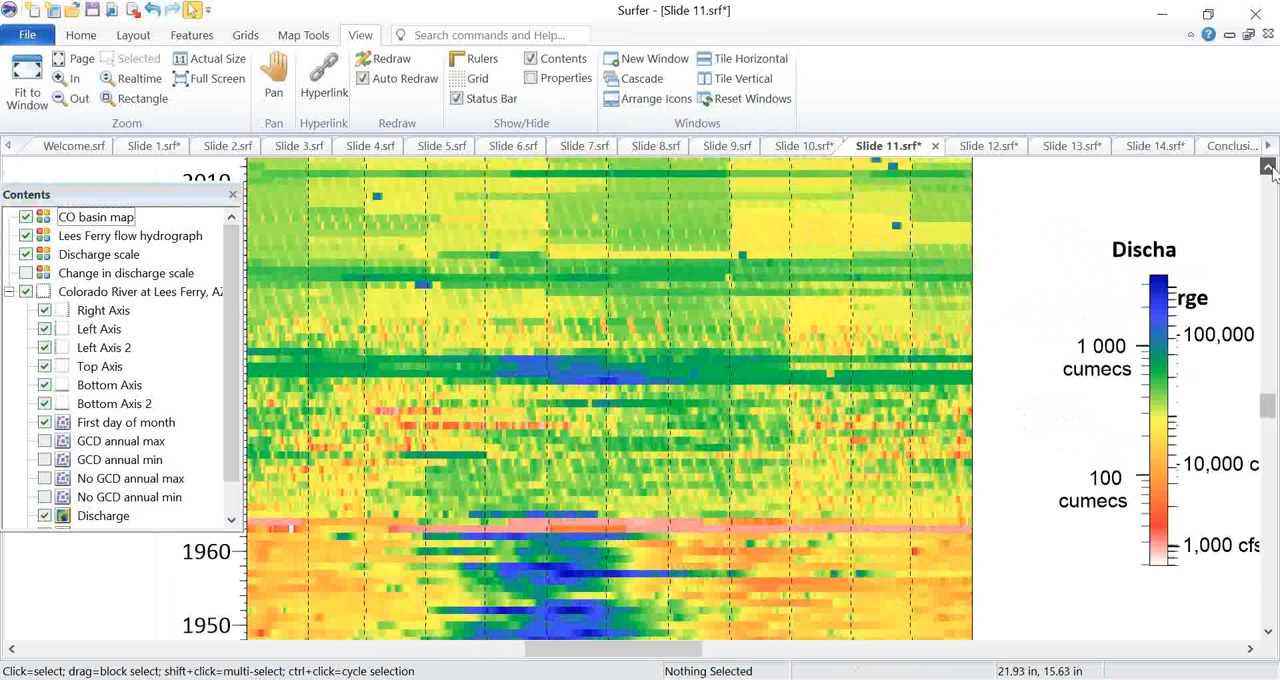 Surfer - [Slide 11.srf*]
File Home Layout Features Grids Map Tools View Search commands and Help...
Fit to Window
Page Selected Actual Size
In Realtime Full Screen
Out Rectangle
Zoom
Pan
Pan
Hyperlink
Hyperlink
Redraw
Auto Redraw
Redraw
Rulers Contents
Grid Properties
Status Bar
Show/Hide
New Window Tile Horizontal
Cascade Tile Vertical
Arrange Icons Reset Windows
Windows
Welcome.srf Slide 1.srf* Slide 2.srf Slide 3.srf Slide 4.srf Slide 5.srf Slide 6.srf Slide 7.srf Slide 8.srf Slide 9.srf Slide 10.srf* Slide 11.srf* Slide 12.srf* Slide 13.srf* Slide 14.srf* Conclusi...
2010
Contents
CO basin map
Lees Ferry flow hydrograph
Discharge scale
Change in discharge scale
Colorado River at Lees Ferry, AZ
Right Axis
Left Axis
Left Axis 2
Top Axis
Bottom Axis
Bottom Axis 2
First day of month
GCD annual max
GCD annual min
No GCD annual max
No GCD annual min
Discharge
1960
1950
Discha
rge
100,000
1 000
cumecs
10,000 c
100
cumecs
1,000 cfs
Click=select; drag=block select; shift+click=multi-select; ctrl+click=cycle selection Nothing Selected 21.93 in, 15.63 in